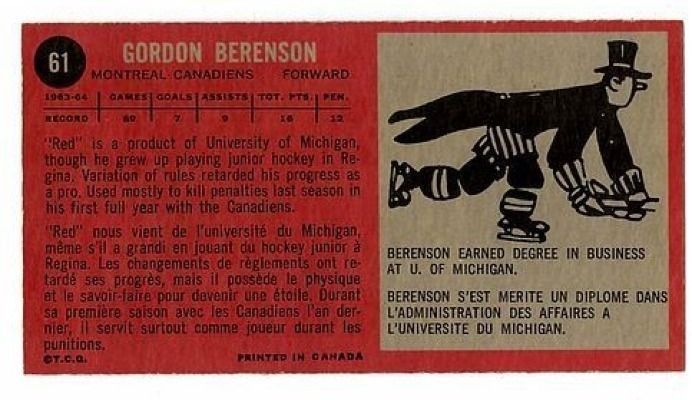 61
GORDON BERENSON
MONTREAL CANADIENS FORWARD
1963-64 GAMES GOALS ASSISTS TOT. PTS. PEN.
RECORD 69 7 9 16 12
"Red" is a product of University of Michigan,
though he grew up playing junior hockey in Re-
gina. Variation of rules retarded his progress as
a pro. Used mostly to kill penalties last season in
his first full year with the Canadiens.
"Red" nous vient de l'université du Michigan,
même s'il a grandi en jouant du hockey junior à
Regina. Les changements de règlements ont re-
tardé ses progrès, mais il possède le physique
et le savoir-faire pour devenir une étoile. Durant
sa première saison avec les Canadiens l'an der-
nier, il servit surtout comme joueur durant les
punitions.
©T.C.G. PRINTED IN CANADA
BERENSON EARNED DEGREE IN BUSINESS
AT U. OF MICHIGAN.
BERENSON S'EST MERITE UN DIPLOME DANS
L'ADMINISTRATION DES AFFAIRES A
L'UNIVERSITE DU MICHIGAN.